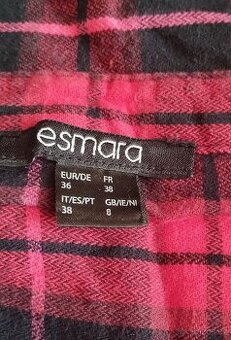 esmara
EUR/DE FR
36 38
IT/ES/PT GB/IE/NI
38 8